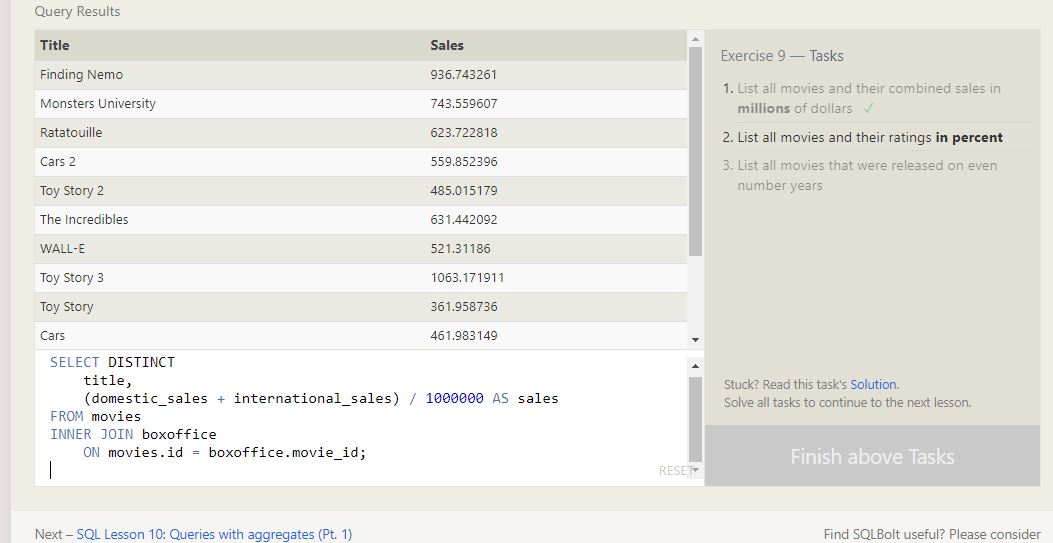 Query Results
Title Sales
Finding Nemo 936.743261
Monsters University 743.559607
Ratatouille 623.722818
Cars 2 559.852396
Toy Story 2 485.015179
The Incredibles 631.442092
WALL-E 521.31186
Toy Story 3 1063.171911
Toy Story 361.958736
Cars 461.983149
SELECT DISTINCT
title,
(domestic_sales + international_sales) / 1000000 AS sales
FROM movies
INNER JOIN boxoffice
ON movies.id = boxoffice.movie_id;
RESET
Exercise 9 — Tasks
1. List all movies and their combined sales in
millions of dollars ✓
2. List all movies and their ratings in percent
3. List all movies that were released on even
number years
Stuck? Read this task's Solution.
Solve all tasks to continue to the next lesson.
Finish above Tasks
Next – SQL Lesson 10: Queries with aggregates (Pt. 1)
Find SQLBolt useful? Please consider